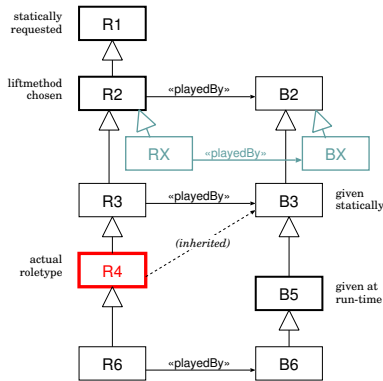 statically
requested
R1
liftmethod
chosen
R2
«playedBy»
B2
RX
«playedBy»
BX
R3
«playedBy»
B3
given
statically
(inherited)
actual
roletype
R4
B5
given at
run-time
R6
«playedBy»
B6